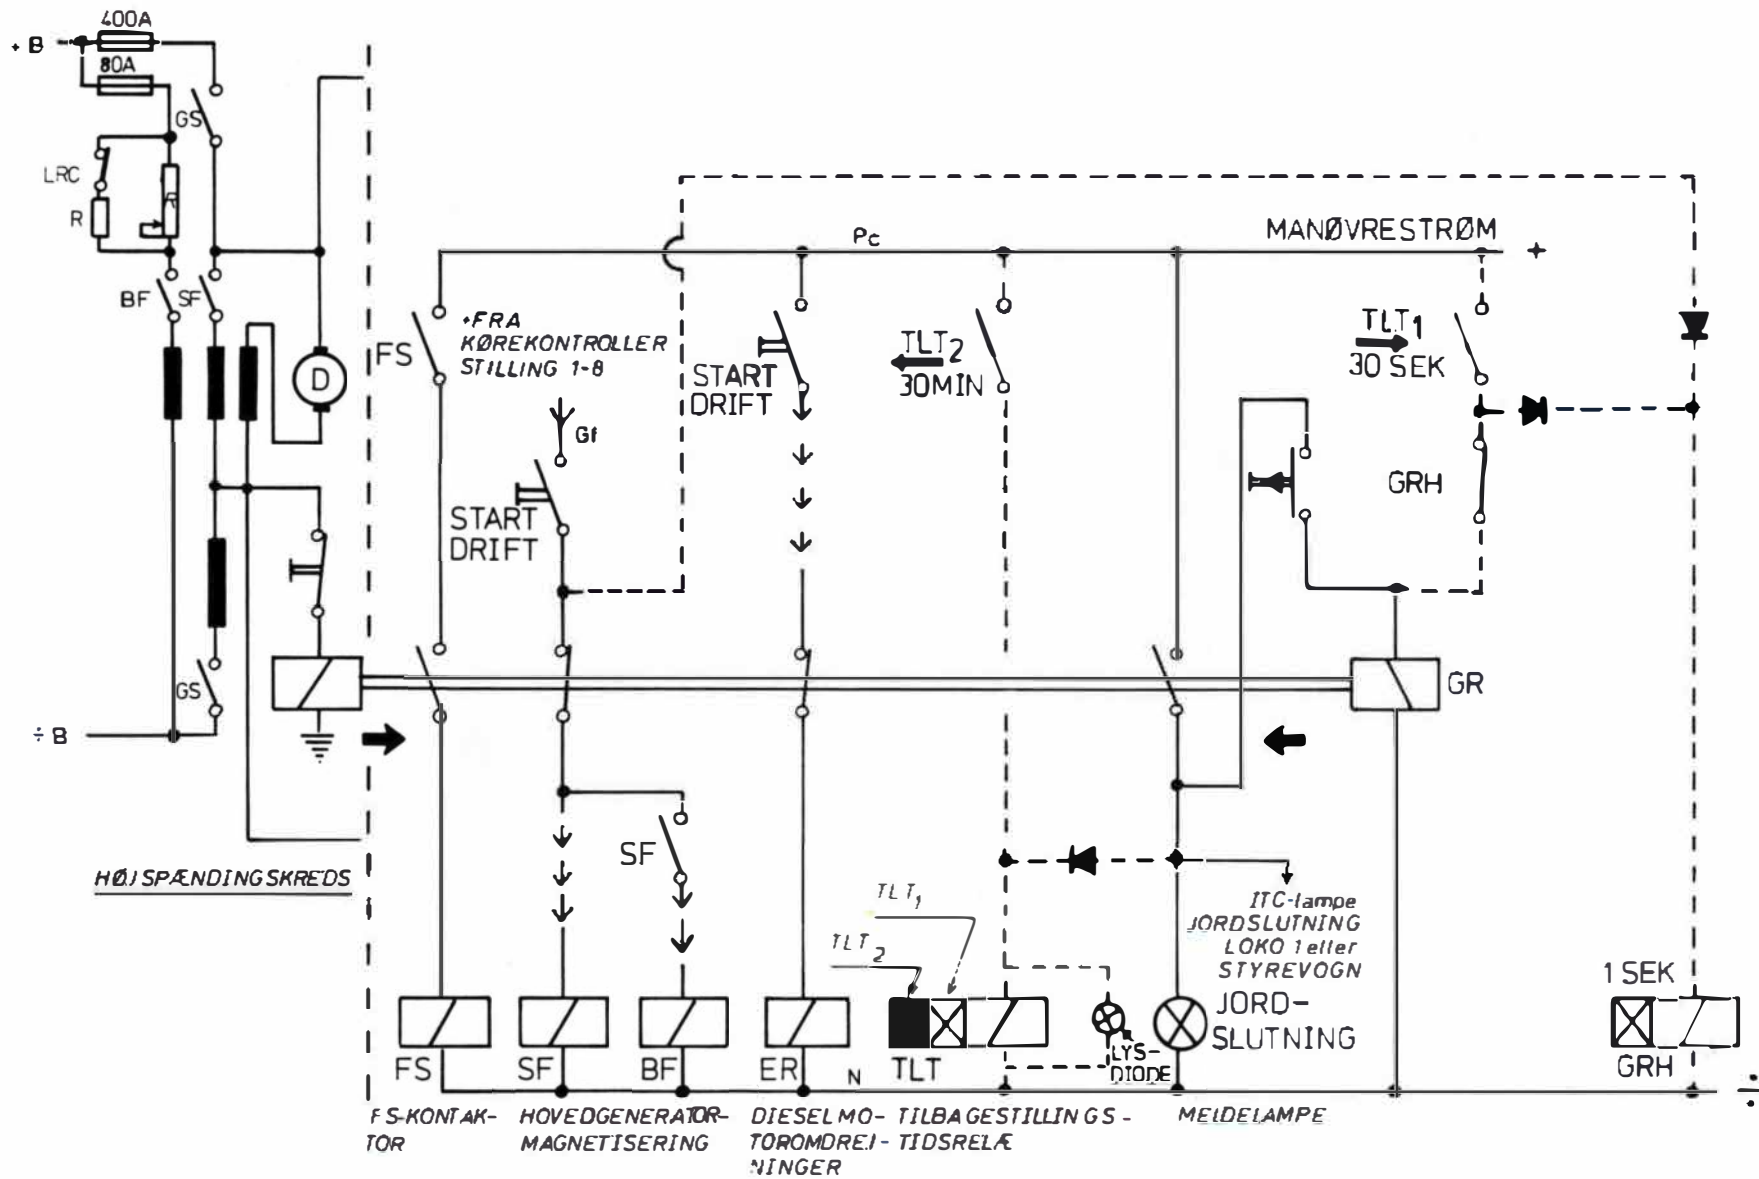 400A
+ B
80A
GS
LRC
R
R
BF
SF
D
GS
÷ B
HØJSPÆNDINGSKREDS
MANØVRESTRØM
+
Pc
FS
+FRA
KØREKONTROLLER
STILLING 1-8
Gf
START
DRIFT
START
DRIFT
TLT2
30MIN
TLT1
30 SEK
GRH
GR
SF
TLT1
TLT2
ITC-lampe
JORDSLUTNING
LOKO 1 eller
STYREVOGN
JORD-
SLUTNING
LYS-
DIODE
1 SEK
GRH
FS
SF
BF
ER
N
TLT
÷
FS-KONTAK-
TOR
HOVEDGENERATOR-
MAGNETISERING
DIESELMO-
TOROMDREJ-
NINGER
TILBAGESTILLINGS-
TIDSRELÆ
MELDELAMPE